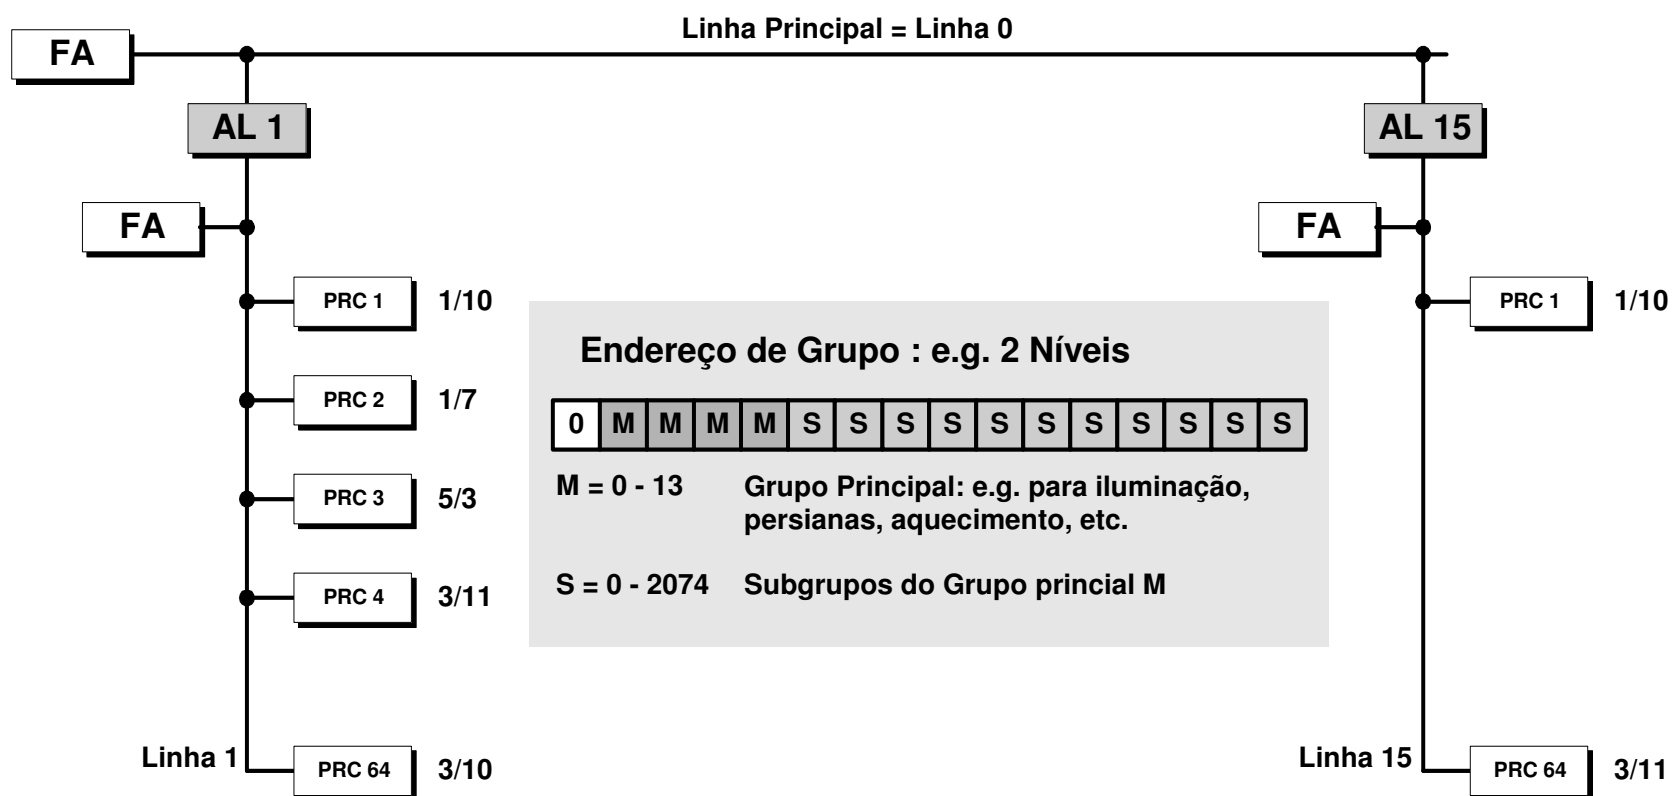 Linha Principal = Linha 0
FA
AL 1
AL 15
FA
FA
PRC 1 1/10
PRC 1 1/10
Endereço de Grupo : e.g. 2 Níveis
PRC 2 1/7
0 M M M M S S S S S S S S S S S
M = 0 - 13 Grupo Principal: e.g. para iluminação,
persianas, aquecimento, etc.
PRC 3 5/3
S = 0 - 2074 Subgrupos do Grupo princial M
PRC 4 3/11
Linha 1
PRC 64 3/10
Linha 15
PRC 64 3/11